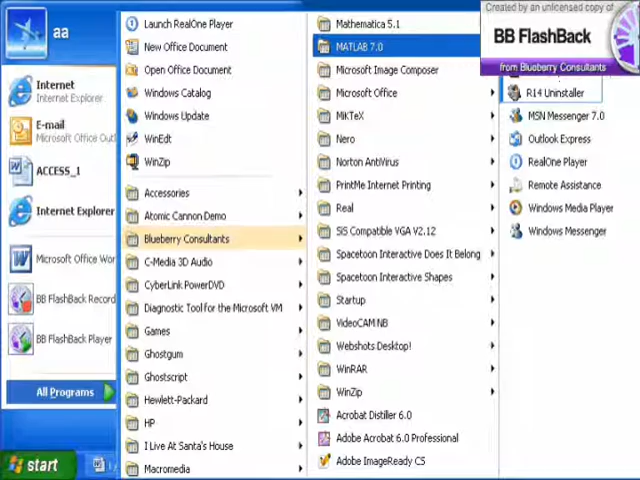 aa
Internet
Internet Explorer
E-mail
Microsoft Office Outl
ACCESS_1
Internet Explorer
Microsoft Office Wor
BB FlashBack Record
BB FlashBack Player
All Programs
start
Launch RealOne Player
New Office Document
Open Office Document
Windows Catalog
Windows Update
WinEdt
WinZip
Accessories
Atomic Cannon Demo
Blueberry Consultants
C-Media 3D Audio
CyberLink PowerDVD
Diagnostic Tool for the Microsoft VM
Games
Ghostgum
Ghostscript
Hewlett-Packard
HP
I Live At Santa's House
Macromedia
Mathematica 5.1
MATLAB 7.0
Microsoft Image Composer
Microsoft Office
MiKTeX
Nero
Norton AntiVirus
PrintMe Internet Printing
Real
SiS Compatible VGA V2.12
Spacetoon Interactive Does It Belong
Spacetoon Interactive Shapes
Startup
VideoCAM NB
Webshots Desktop!
WinRAR
WinZip
Acrobat Distiller 6.0
Adobe Acrobat 6.0 Professional
Adobe ImageReady CS
Created by an unlicensed copy of
BB FlashBack
from Blueberry Consultants
R14 Uninstaller
MSN Messenger 7.0
Outlook Express
RealOne Player
Remote Assistance
Windows Media Player
Windows Messenger